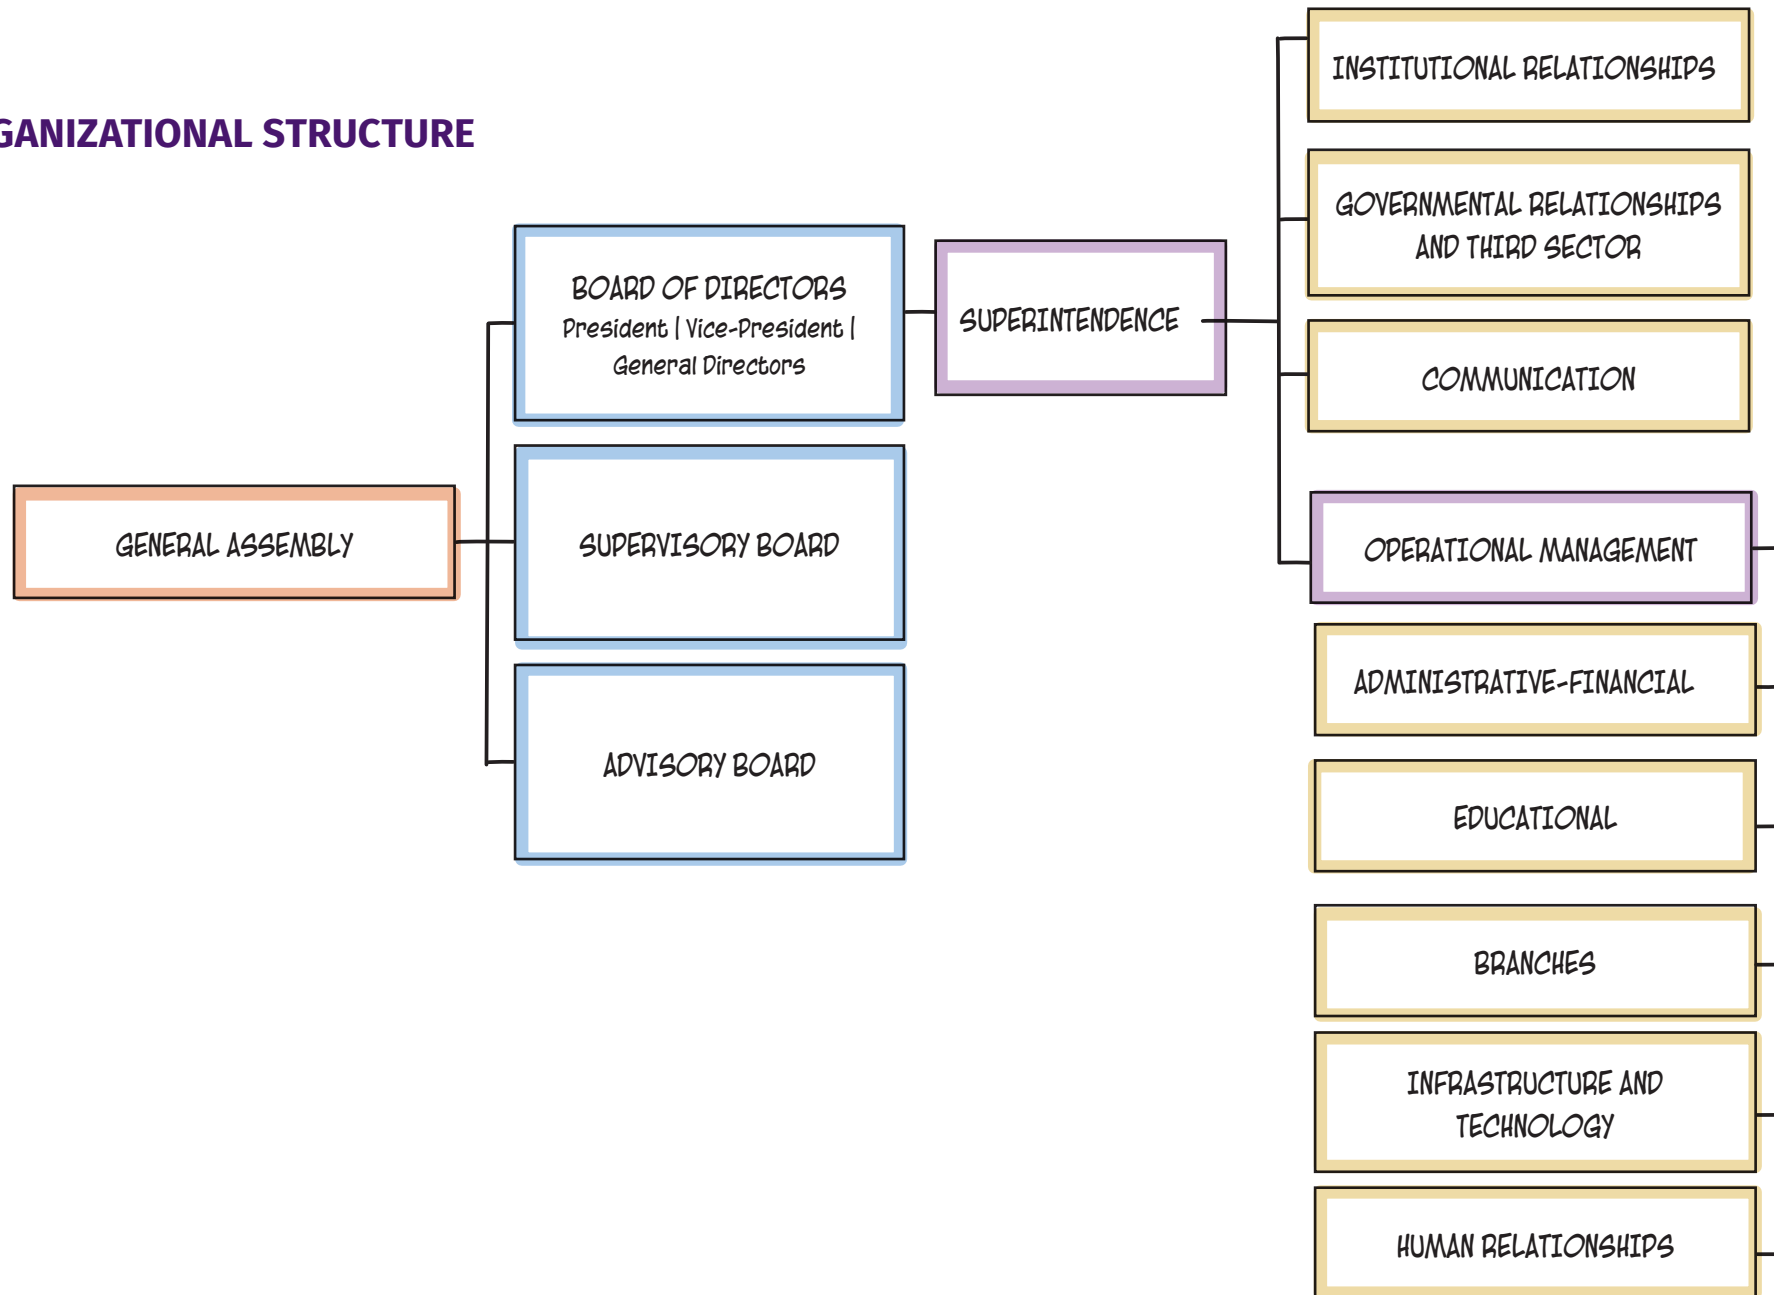 GANIZATIONAL STRUCTURE
GENERAL ASSEMBLY
BOARD OF DIRECTORS
President | Vice-President |
General Directors
SUPERVISORY BOARD
ADVISORY BOARD
SUPERINTENDENCE
INSTITUTIONAL RELATIONSHIPS
GOVERNMENTAL RELATIONSHIPS
AND THIRD SECTOR
COMMUNICATION
OPERATIONAL MANAGEMENT
ADMINISTRATIVE-FINANCIAL
EDUCATIONAL
BRANCHES
INFRASTRUCTURE AND
TECHNOLOGY
HUMAN RELATIONSHIPS